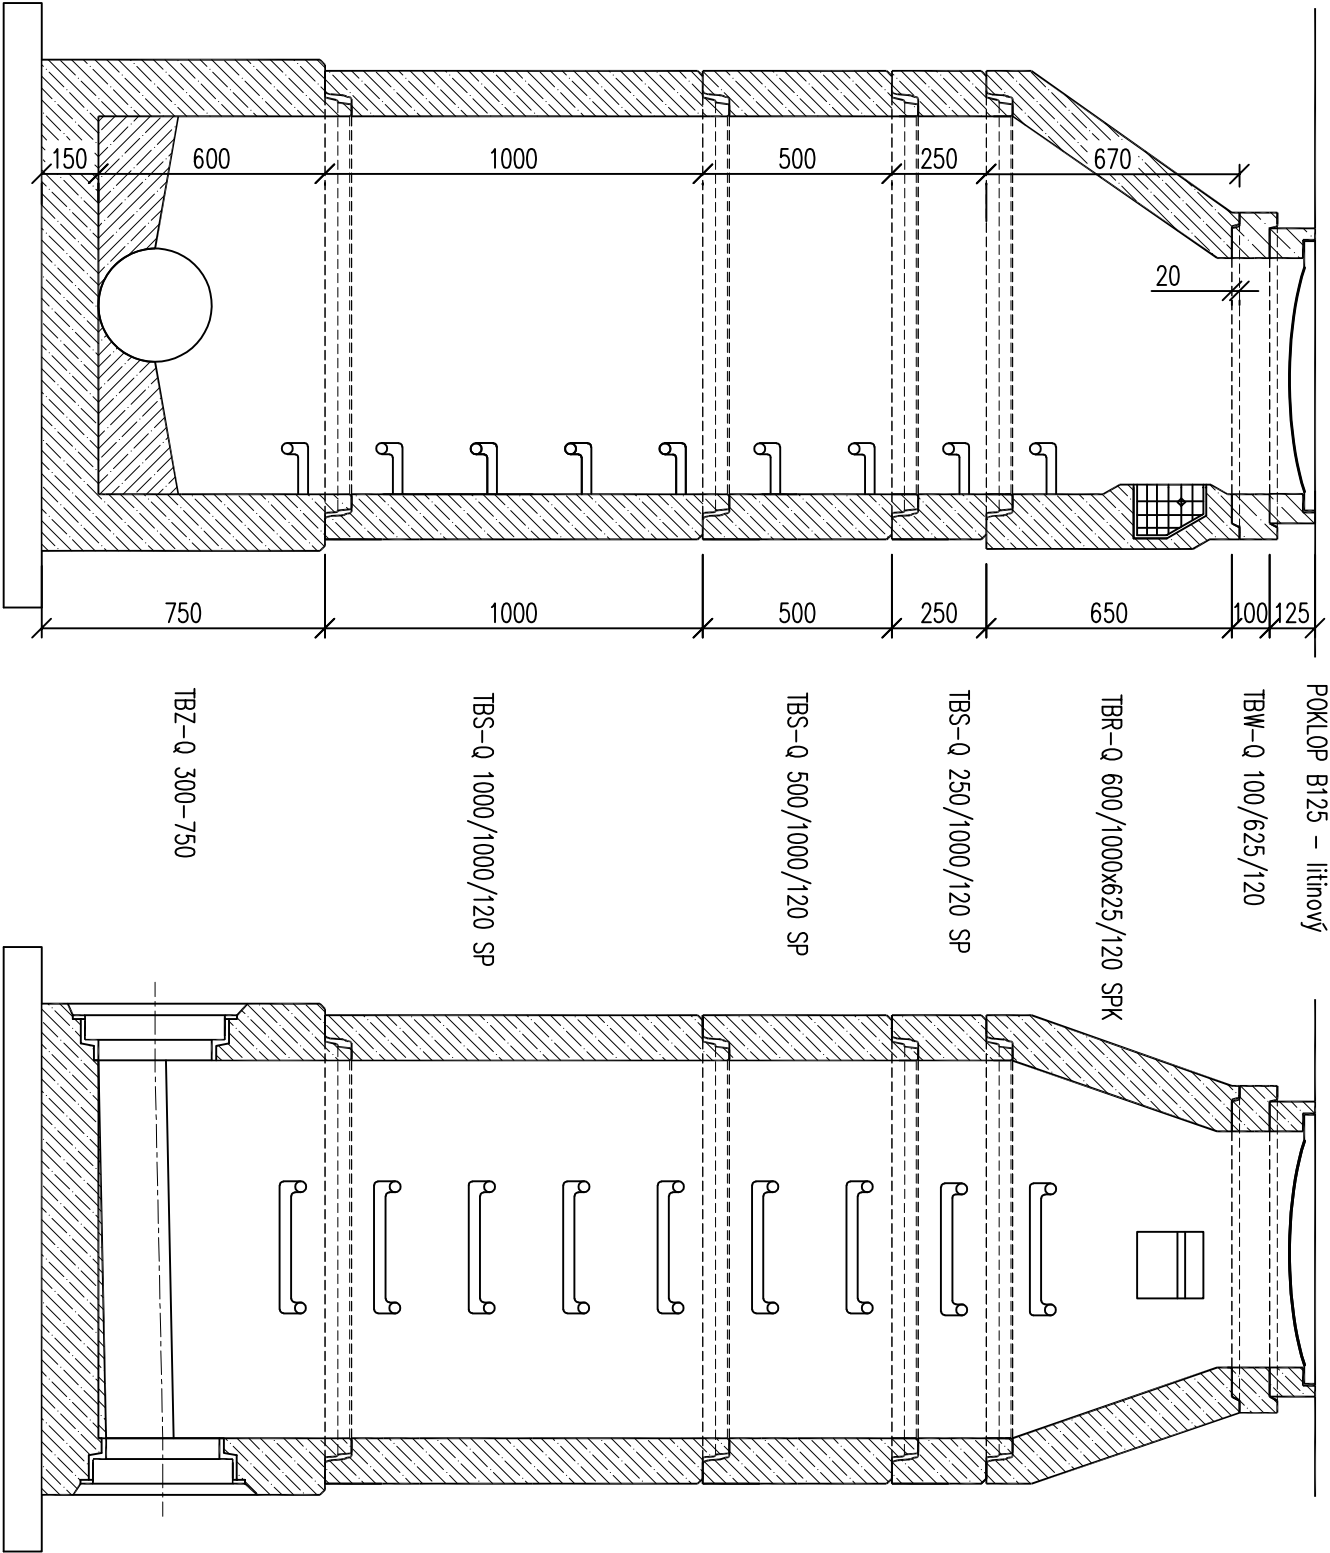 150
600
1000
500
250
670
20
750
1000
500
250
650
100
125
POKLOP B125 - litinový
TBW-Q 100/625/120
TBR-Q 600/1000x625/120 SPK
TBS-Q 250/1000/120 SP
TBS-Q 500/1000/120 SP
TBS-Q 1000/1000/120 SP
TBZ-Q 300-750